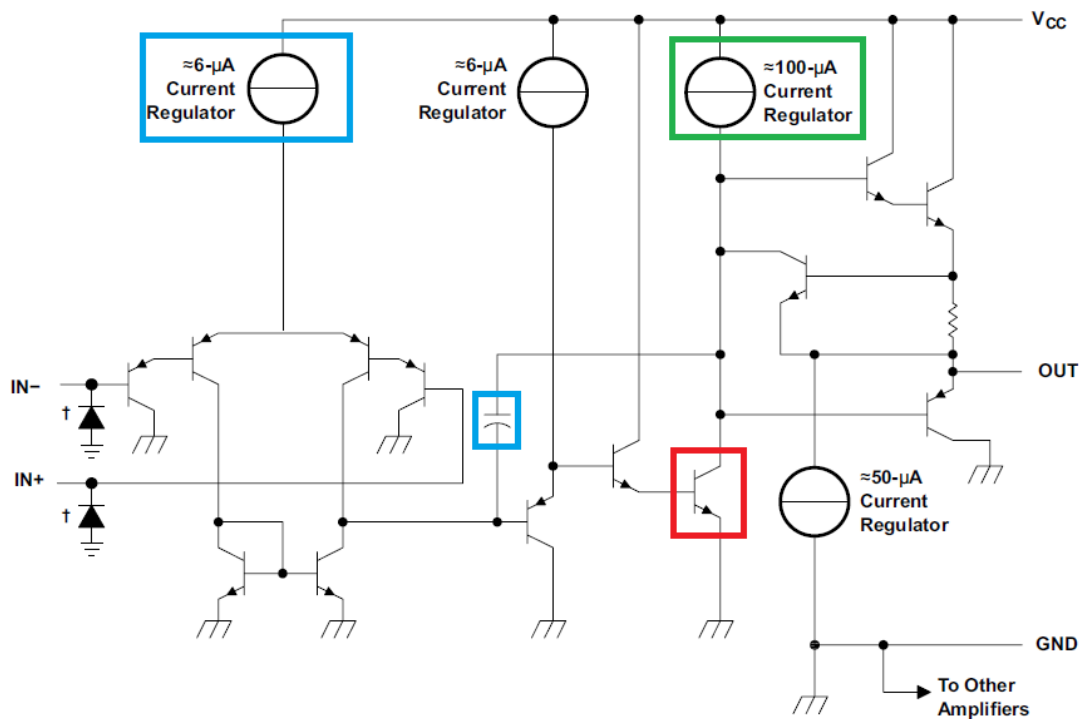 V_CC
≈6-µA
Current
Regulator
≈6-µA
Current
Regulator
≈100-µA
Current
Regulator
IN−
†
IN+
†
OUT
≈50-µA
Current
Regulator
GND
To Other
Amplifiers